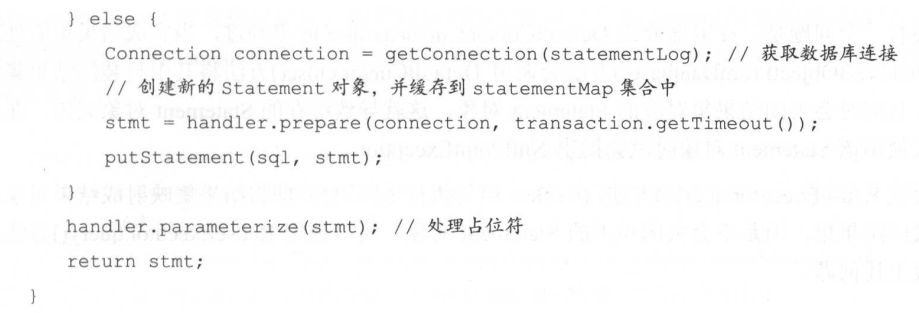 } else {
Connection connection = getConnection(statementLog); // 获取数据库连接
// 创建新的 Statement 对象，并缓存到 statementMap 集合中
stmt = handler.prepare(connection, transaction.getTimeout());
putStatement(sql, stmt);
}
handler.parameterize(stmt); // 处理占位符
return stmt;
}